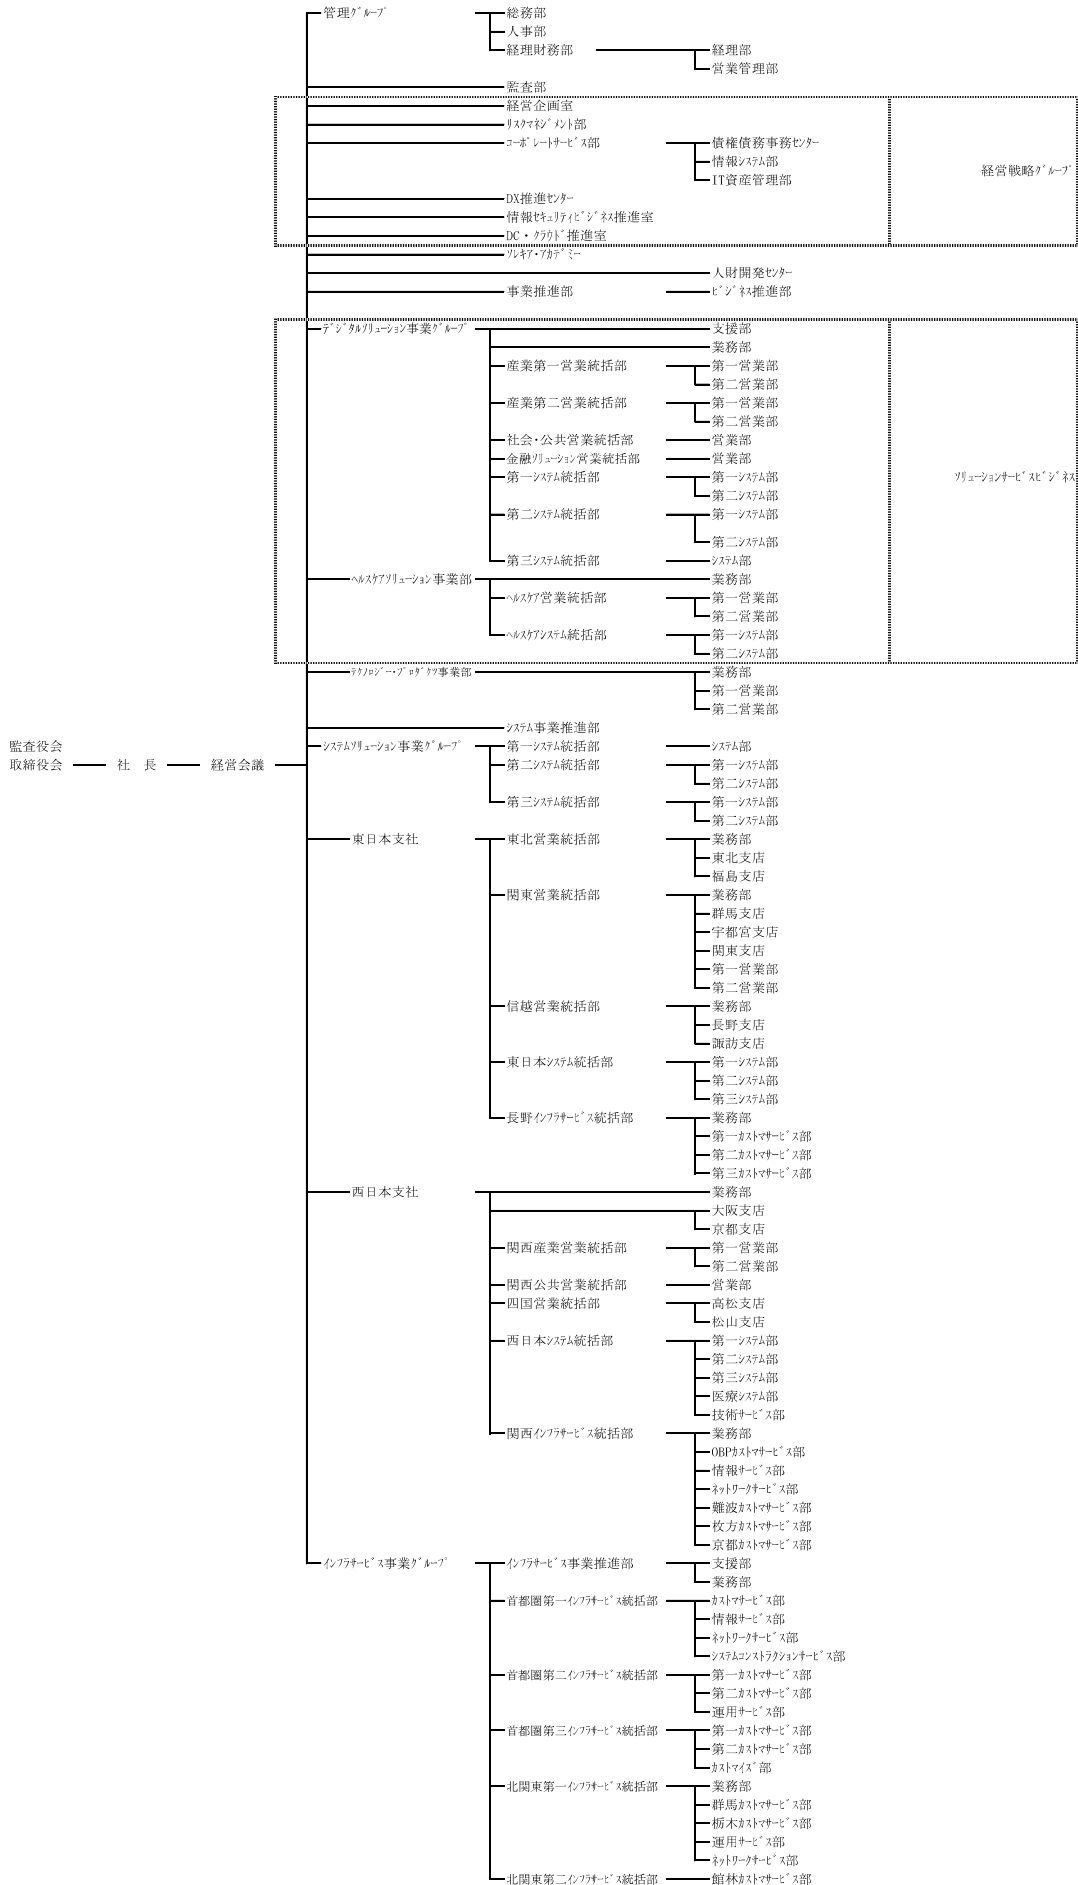 管理ｸﾞﾙｰﾌﾟ 総務部
人事部
経理財務部 経理部
営業管理部
監査部
経営企画室
ﾘｽｸﾏﾈｼﾞﾒﾝﾄ部
ｺｰﾎﾟﾚｰﾄｻｰﾋﾞｽ部 債権債務事務ｾﾝﾀｰ
情報ｼｽﾃﾑ部
経営戦略ｸﾞﾙｰﾌﾟ
IT資産管理部
DX推進ｾﾝﾀｰ
情報ｾｷｭﾘﾃｨﾋﾞｼﾞﾈｽ推進室
DC・ｸﾗｳﾄﾞ推進室
ｿﾚｷｱ・ｱｶﾃﾞﾐｰ
人財開発ｾﾝﾀｰ
事業推進部 ﾋﾞｼﾞﾈｽ推進部
ﾃﾞｼﾞﾀﾙｿﾘｭｰｼｮﾝ事業ｸﾞﾙｰﾌﾟ 支援部
業務部
産業第一営業統括部 第一営業部
第二営業部
産業第二営業統括部 第一営業部
第二営業部
社会・公共営業統括部 営業部
金融ｿﾘｭｰｼｮﾝ営業統括部 営業部
第一ｼｽﾃﾑ統括部 第一ｼｽﾃﾑ部 ｿﾘｭｰｼｮﾝｻｰﾋﾞｽﾋﾞｼﾞﾈｽ
第二ｼｽﾃﾑ部
第二ｼｽﾃﾑ統括部 第一ｼｽﾃﾑ部
第二ｼｽﾃﾑ部
第三ｼｽﾃﾑ統括部 ｼｽﾃﾑ部
ﾍﾙｽｹｱｿﾘｭｰｼｮﾝ事業部 業務部
ﾍﾙｽｹｱ営業統括部 第一営業部
第二営業部
ﾍﾙｽｹｱｼｽﾃﾑ統括部 第一ｼｽﾃﾑ部
第二ｼｽﾃﾑ部
ﾃｸﾉﾛｼﾞｰ・ﾌﾟﾛﾀﾞｸﾂ事業部 業務部
第一営業部
第二営業部
ｼｽﾃﾑ事業推進部
監査役会 ｼｽﾃﾑｿﾘｭｰｼｮﾝ事業ｸﾞﾙｰﾌﾟ 第一ｼｽﾃﾑ統括部 ｼｽﾃﾑ部
取締役会 社　長 経営会議 第二ｼｽﾃﾑ統括部 第一ｼｽﾃﾑ部
第二ｼｽﾃﾑ部
第三ｼｽﾃﾑ統括部 第一ｼｽﾃﾑ部
第二ｼｽﾃﾑ部
東日本支社 東北営業統括部 業務部
東北支店
福島支店
関東営業統括部 業務部
群馬支店
宇都宮支店
関東支店
第一営業部
第二営業部
信越営業統括部 業務部
長野支店
諏訪支店
東日本ｼｽﾃﾑ統括部 第一ｼｽﾃﾑ部
第二ｼｽﾃﾑ部
第三ｼｽﾃﾑ部
長野ｲﾝﾌﾗｻｰﾋﾞｽ統括部 業務部
第一ｶｽﾄﾏｻｰﾋﾞｽ部
第二ｶｽﾄﾏｻｰﾋﾞｽ部
第三ｶｽﾄﾏｻｰﾋﾞｽ部
西日本支社 業務部
大阪支店
京都支店
関西産業営業統括部 第一営業部
第二営業部
関西公共営業統括部 営業部
四国営業統括部 高松支店
松山支店
西日本ｼｽﾃﾑ統括部 第一ｼｽﾃﾑ部
第二ｼｽﾃﾑ部
第三ｼｽﾃﾑ部
医療ｼｽﾃﾑ部
技術ｻｰﾋﾞｽ部
関西ｲﾝﾌﾗｻｰﾋﾞｽ統括部 業務部
OBPｶｽﾄﾏｻｰﾋﾞｽ部
情報ｻｰﾋﾞｽ部
ﾈｯﾄﾜｰｸｻｰﾋﾞｽ部
難波ｶｽﾄﾏｻｰﾋﾞｽ部
枚方ｶｽﾄﾏｻｰﾋﾞｽ部
京都ｶｽﾄﾏｻｰﾋﾞｽ部
ｲﾝﾌﾗｻｰﾋﾞｽ事業ｸﾞﾙｰﾌﾟ ｲﾝﾌﾗｻｰﾋﾞｽ事業推進部 支援部
業務部
首都圏第一ｲﾝﾌﾗｻｰﾋﾞｽ統括部 ｶｽﾄﾏｻｰﾋﾞｽ部
情報ｻｰﾋﾞｽ部
ﾈｯﾄﾜｰｸｻｰﾋﾞｽ部
ｼｽﾃﾑｺﾝｽﾄﾗｸｼｮﾝｻｰﾋﾞｽ部
首都圏第二ｲﾝﾌﾗｻｰﾋﾞｽ統括部 第一ｶｽﾄﾏｻｰﾋﾞｽ部
第二ｶｽﾄﾏｻｰﾋﾞｽ部
運用ｻｰﾋﾞｽ部
首都圏第三ｲﾝﾌﾗｻｰﾋﾞｽ統括部 第一ｶｽﾄﾏｻｰﾋﾞｽ部
第二ｶｽﾄﾏｻｰﾋﾞｽ部
ｶｽﾄﾏｲｽﾞ部
北関東第一ｲﾝﾌﾗｻｰﾋﾞｽ統括部 業務部
群馬ｶｽﾄﾏｻｰﾋﾞｽ部
栃木ｶｽﾄﾏｻｰﾋﾞｽ部
運用ｻｰﾋﾞｽ部
ﾈｯﾄﾜｰｸｻｰﾋﾞｽ部
北関東第二ｲﾝﾌﾗｻｰﾋﾞｽ統括部 館林ｶｽﾄﾏｻｰﾋﾞｽ部